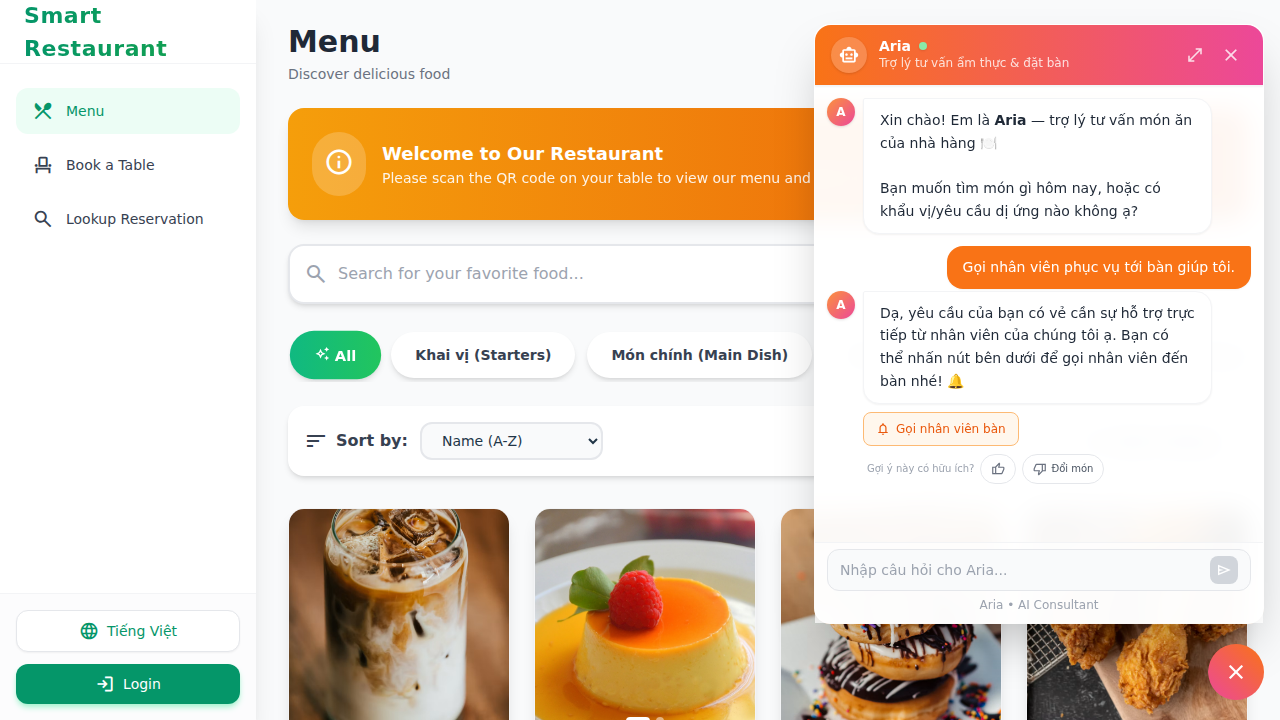 Smart
Restaurant
Menu
Book a Table
Lookup Reservation
Tiếng Việt
Login
Menu
Discover delicious food
Welcome to Our Restaurant
Please scan the QR code on your table to view our menu and
Search for your favorite food...
All
Khai vị (Starters)
Món chính (Main Dish)
Sort by:
Name (A-Z)
Aria
Trợ lý tư vấn ẩm thực & đặt bàn
A
Xin chào! Em là Aria — trợ lý tư vấn món ăn
của nhà hàng 🍽️
Bạn muốn tìm món gì hôm nay, hoặc có
khẩu vị/yêu cầu dị ứng nào không ạ?
Gọi nhân viên phục vụ tới bàn giúp tôi.
A
Dạ, yêu cầu của bạn có vẻ cần sự hỗ trợ trực
tiếp từ nhân viên của chúng tôi ạ. Bạn có
thể nhấn nút bên dưới để gọi nhân viên đến
bàn nhé! 🔔
Gọi nhân viên bàn
Gợi ý này có hữu ích?
Đổi món
Nhập câu hỏi cho Aria...
Aria • AI Consultant